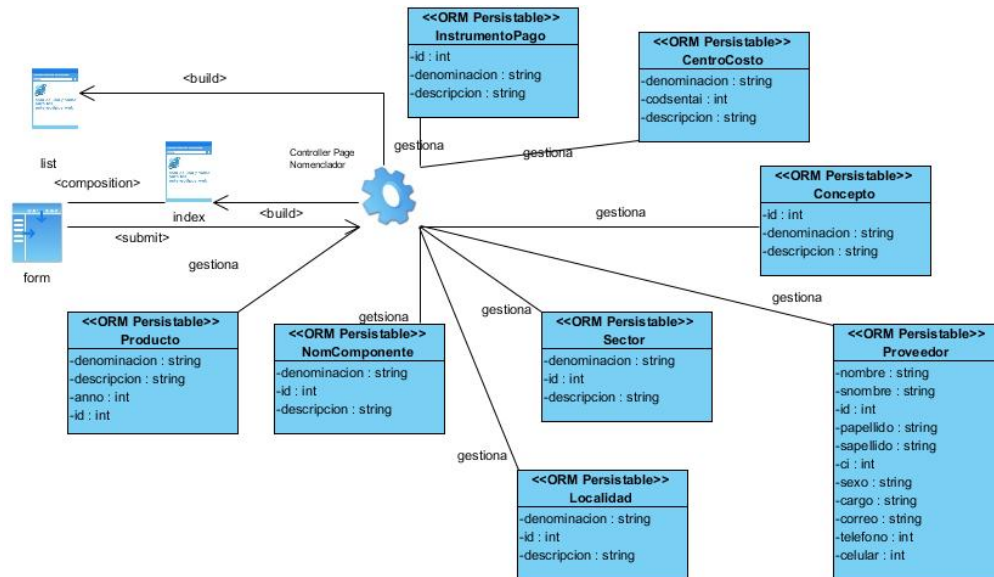 <<ORM Persistable>>
InstrumentoPago
-id : int
-denominacion : string
-descripcion : string
<<ORM Persistable>>
CentroCosto
-denominacion : string
-codsentai : int
-descripcion : string
<build>
list
<composition>
Controller Page
Nomenclador
gestiona
gestiona
<build>
index
<submit>
form
gestiona
gestiona
<<ORM Persistable>>
Concepto
-id : int
-denominacion : string
-descripcion : string
gestiona
<<ORM Persistable>>
Producto
-denominacion : string
-descripcion : string
-anno : int
-id : int
getsiona
<<ORM Persistable>>
NomComponente
-denominacion : string
-id : int
-descripcion : string
gestiona
<<ORM Persistable>>
Sector
-denominacion : string
-id : int
-descripcion : string
<<ORM Persistable>>
Proveedor
-nombre : string
-snombre : string
-id : int
-papellido : string
-sapellido : string
-ci : int
-sexo : string
-cargo : string
-correo : string
-telefono : int
-celular : int
gestiona
<<ORM Persistable>>
Localidad
-denominacion : string
-id : int
-descripcion : string